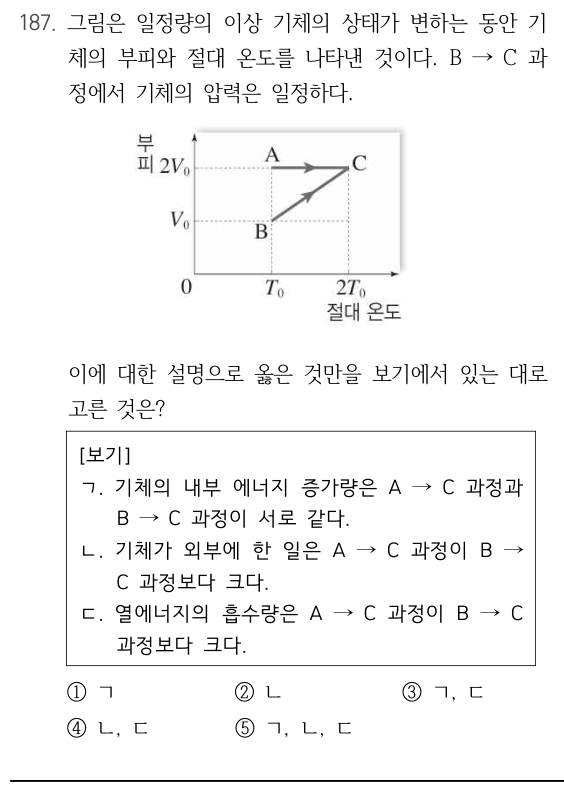 187. 그림은 일정량의 이상 기체의 상태가 변하는 동안 기
체의 부피와 절대 온도를 나타낸 것이다. B → C 과
정에서 기체의 압력은 일정하다.
부
피 2V₀
A
C
V₀
B
0
T₀
2T₀
절대 온도
이에 대한 설명으로 옳은 것만을 보기에서 있는 대로
고른 것은?
[보기]
ㄱ. 기체의 내부 에너지 증가량은 A → C 과정과
B → C 과정이 서로 같다.
ㄴ. 기체가 외부에 한 일은 A → C 과정이 B →
C 과정보다 크다.
ㄷ. 열에너지의 흡수량은 A → C 과정이 B → C
과정보다 크다.
① ㄱ ② ㄴ ③ ㄱ, ㄷ
④ ㄴ, ㄷ ⑤ ㄱ, ㄴ, ㄷ